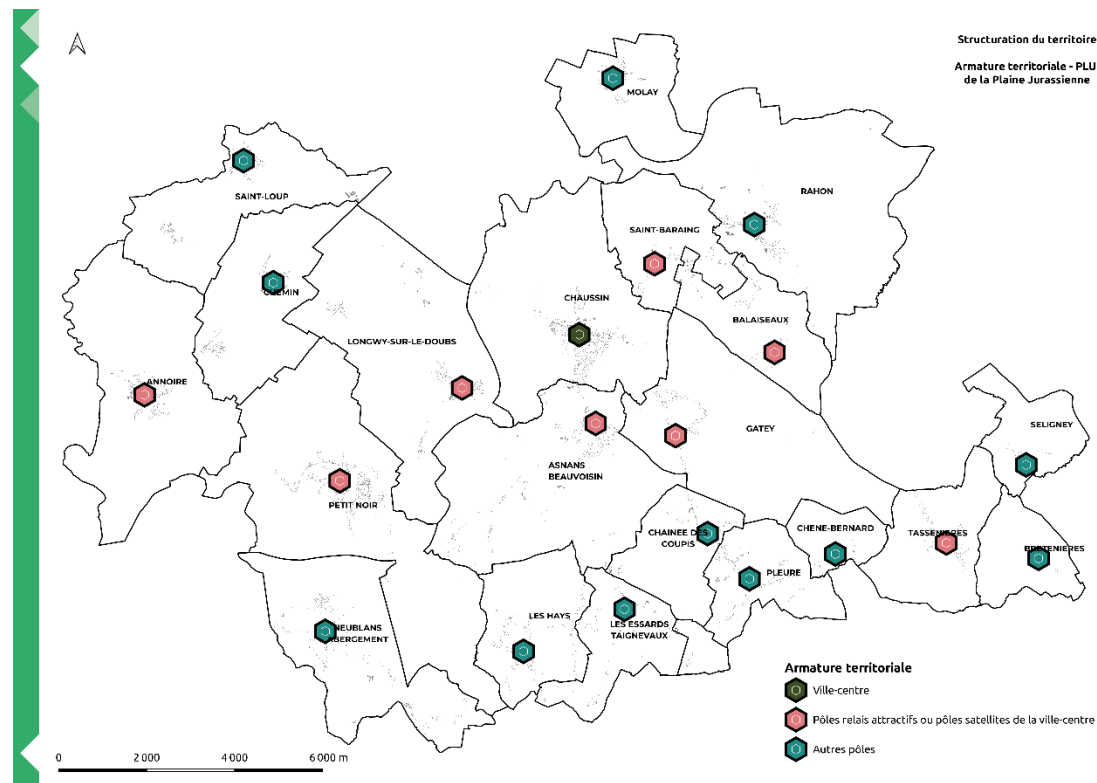 Structuration du territoire
Armature territoriale - PLU
de la Plaine Jurassienne
MOLAY
RAHON
SAINT-LOUP
SAINT-BARAING
CHEMIN
CHAUSSIN
BALAISEAUX
LONGWY-SUR-LE-DOUBS
ANNOIRE
SELIGNEY
GATEY
ASNANS
BEAUVOISIN
PETIT NOIR
CHENE-BERNARD
TASSENIERES
CHAINEE DES
COUPIS
BRETENIERES
PLEURE
LES HAYS
LES ESSARDS
TAIGNEVAUX
NEUBLANS
ABERGEMENT
Armature territoriale
Ville-centre
Pôles relais attractifs ou pôles satellites de la ville-centre
Autres pôles
0 2 000 4 000 6 000 m